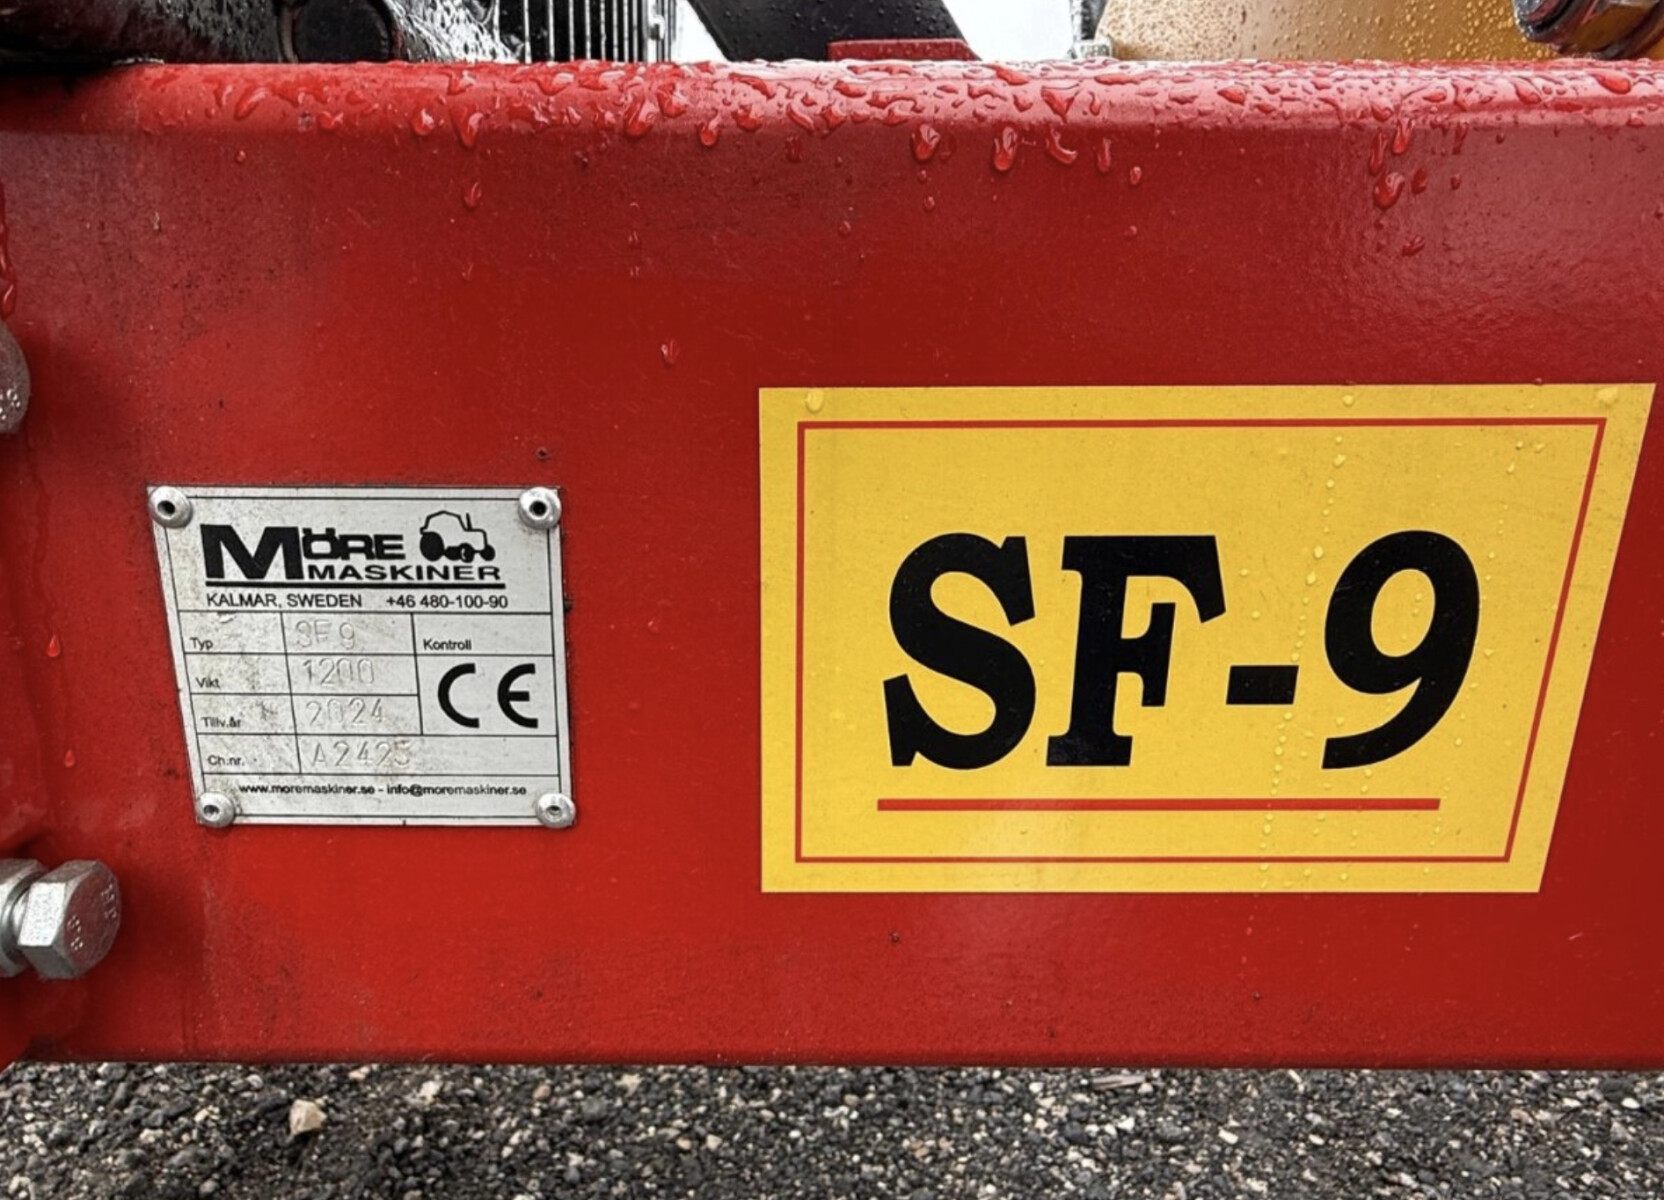 MÖRE
MASKINER
KALMAR, SWEDEN +46 480-100-90
Typ SF 9 Kontroll
Vikt 1200 CE
Tillv.år 2024
Ch.nr. A2425
www.moremaskiner.se - info@moremaskiner.se
SF-9